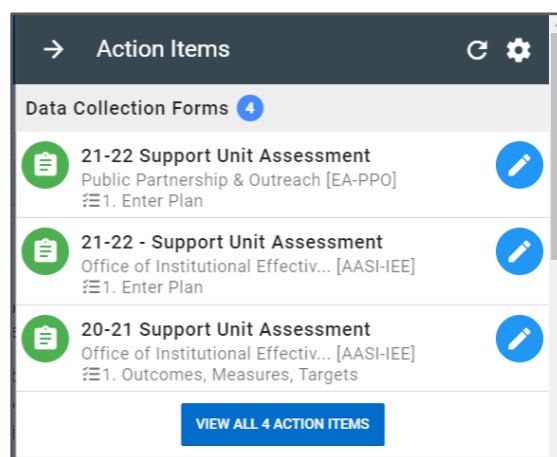 Action Items
Data Collection Forms 4
21-22 Support Unit Assessment
Public Partnership & Outreach [EA-PPO]
1. Enter Plan
21-22 - Support Unit Assessment
Office of Institutional Effectiv... [AASI-IEE]
1. Enter Plan
20-21 Support Unit Assessment
Office of Institutional Effectiv... [AASI-IEE]
1. Outcomes, Measures, Targets
VIEW ALL 4 ACTION ITEMS